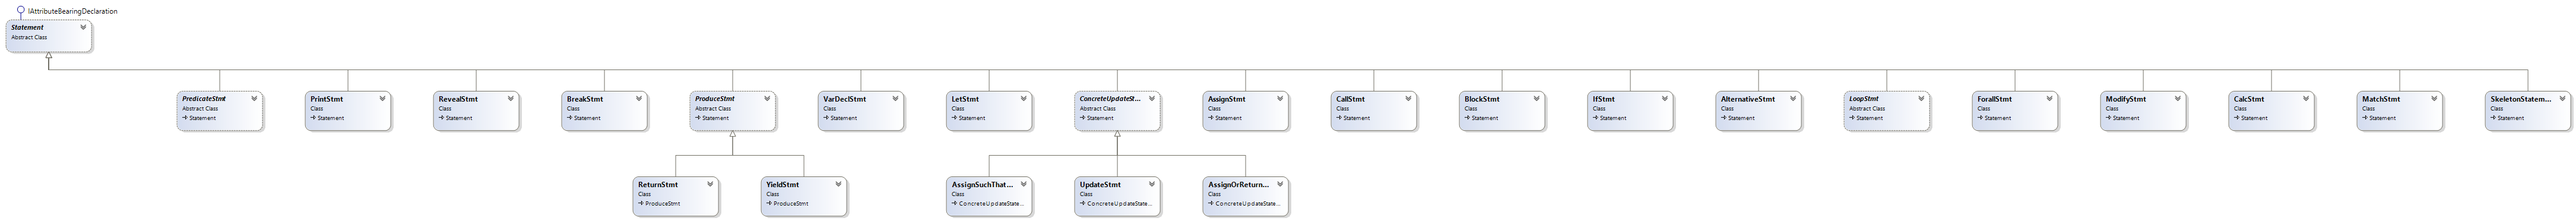 IAttributeBearingDeclaration
Statement
Abstract Class
PredicateStmt
Abstract Class
Statement
PrintStmt
Class
Statement
RevealStmt
Class
Statement
BreakStmt
Class
Statement
ProduceStmt
Abstract Class
Statement
VarDeclStmt
Class
Statement
LetStmt
Class
Statement
ConcreteUpdateSt...
Abstract Class
Statement
AssignStmt
Class
Statement
CallStmt
Class
Statement
BlockStmt
Class
Statement
IfStmt
Class
Statement
AlternativeStmt
Class
Statement
LoopStmt
Abstract Class
Statement
ForallStmt
Class
Statement
ModifyStmt
Class
Statement
CalcStmt
Class
Statement
MatchStmt
Class
Statement
SkeletonStatem...
Class
Statement
ReturnStmt
Class
ProduceStmt
YieldStmt
Class
ProduceStmt
AssignSuchThat...
Class
ConcreteUpdateState...
UpdateStmt
Class
ConcreteUpdateState...
AssignOrReturn...
Class
ConcreteUpdateState...